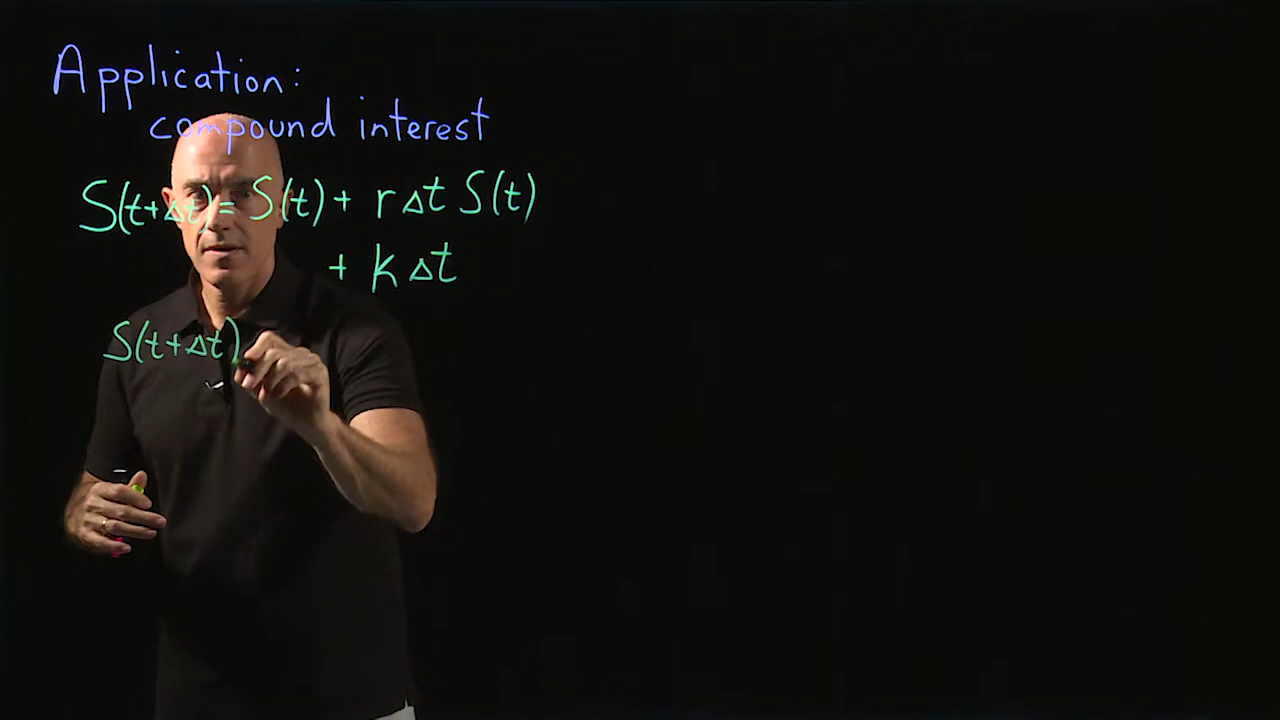 Application:
compound interest
S(t+Δt) = S(t) + rΔt S(t)
+ kΔt
S(t+Δt)